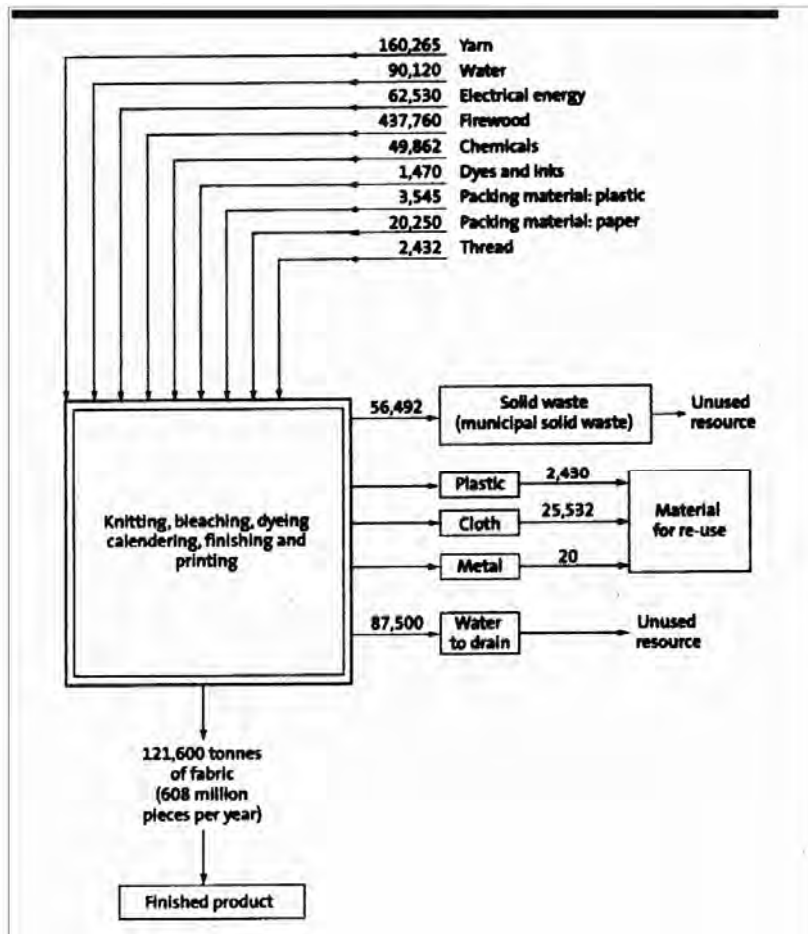 160,265 Yarn
90,120 Water
62,530 Electrical energy
437,760 Firewood
49,862 Chemicals
1,470 Dyes and inks
3,545 Packing material: plastic
20,250 Packing material: paper
2,432 Thread
56,492
Solid waste
(municipal solid waste)
Unused
resource
Plastic
2,430
Cloth
25,532
Metal
20
Material
for re-use
Knitting, bleaching, dyeing
calendering, finishing and
printing
87,500
Water
to drain
Unused
resource
121,600 tonnes
of fabric
(608 million
pieces per year)
Finished product